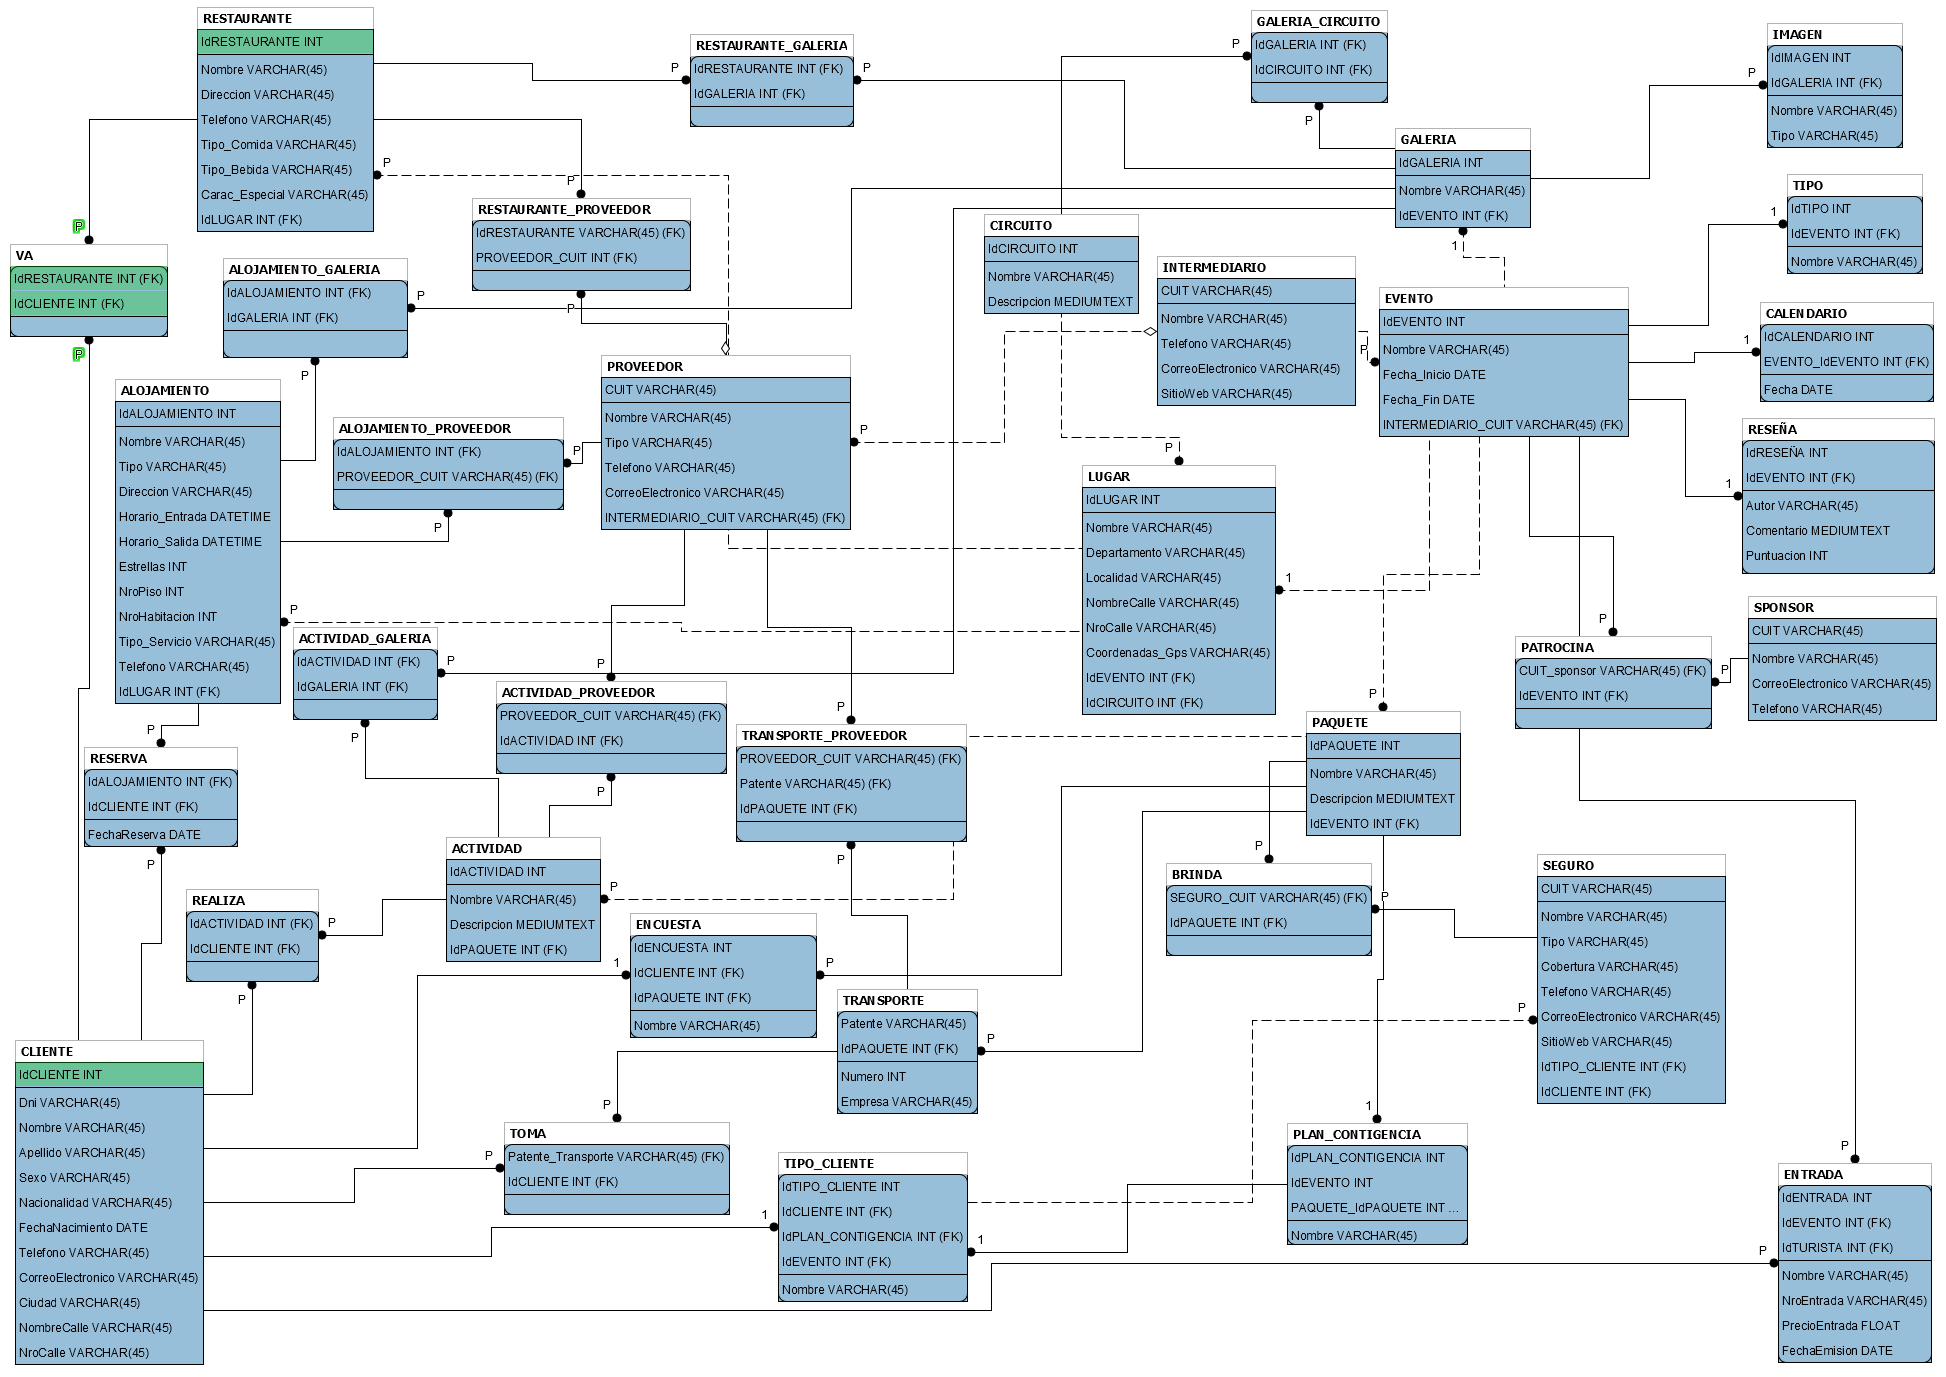 RESTAURANTE
IdRESTAURANTE INT
Nombre VARCHAR(45)
Direccion VARCHAR(45)
Telefono VARCHAR(45)
Tipo_Comida VARCHAR(45)
Tipo_Bebida VARCHAR(45)
Carac_Especial VARCHAR(45)
IdLUGAR INT (FK)
P
RESTAURANTE_GALERIA
IdRESTAURANTE INT (FK)
IdGALERIA INT (FK)
P
P
GALERIA_CIRCUITO
IdGALERIA INT (FK)
IdCIRCUITO INT (FK)
P
P
IMAGEN
IdIMAGEN INT
IdGALERIA INT (FK)
Nombre VARCHAR(45)
Tipo VARCHAR(45)
P
GALERIA
IdGALERIA INT
Nombre VARCHAR(45)
IdEVENTO INT (FK)
1
TIPO
IdTIPO INT
IdEVENTO INT (FK)
Nombre VARCHAR(45)
1
RESTAURANTE_PROVEEDOR
IdRESTAURANTE VARCHAR(45) (FK)
PROVEEDOR_CUIT INT (FK)
P
P
VA
IdRESTAURANTE INT (FK)
IdCLIENTE INT (FK)
P
P
ALOJAMIENTO_GALERIA
IdALOJAMIENTO INT (FK)
IdGALERIA INT (FK)
P
P
CIRCUITO
IdCIRCUITO INT
Nombre VARCHAR(45)
Descripcion MEDIUMTEXT
INTERMEDIARIO
CUIT VARCHAR(45)
Nombre VARCHAR(45)
Telefono VARCHAR(45)
CorreoElectronico VARCHAR(45)
SitioWeb VARCHAR(45)
P
EVENTO
IdEVENTO INT
Nombre VARCHAR(45)
Fecha_Inicio DATE
Fecha_Fin DATE
INTERMEDIARIO_CUIT VARCHAR(45) (FK)
CALENDARIO
IdCALENDARIO INT
EVENTO_IdEVENTO INT (FK)
Fecha DATE
1
PROVEEDOR
CUIT VARCHAR(45)
Nombre VARCHAR(45)
Tipo VARCHAR(45)
Telefono VARCHAR(45)
CorreoElectronico VARCHAR(45)
INTERMEDIARIO_CUIT VARCHAR(45) (FK)
P
ALOJAMIENTO
IdALOJAMIENTO INT
Nombre VARCHAR(45)
Tipo VARCHAR(45)
Direccion VARCHAR(45)
Horario_Entrada DATETIME
Horario_Salida DATETIME
Estrellas INT
NroPiso INT
NroHabitacion INT
Tipo_Servicio VARCHAR(45)
Telefono VARCHAR(45)
IdLUGAR INT (FK)
P
ALOJAMIENTO_PROVEEDOR
IdALOJAMIENTO INT (FK)
PROVEEDOR_CUIT VARCHAR(45) (FK)
P
P
RESEÑA
IdRESEÑA INT
IdEVENTO INT (FK)
Autor VARCHAR(45)
Comentario MEDIUMTEXT
Puntuacion INT
1
LUGAR
IdLUGAR INT
Nombre VARCHAR(45)
Departamento VARCHAR(45)
Localidad VARCHAR(45)
NombreCalle VARCHAR(45)
NroCalle VARCHAR(45)
Coordenadas_Gps VARCHAR(45)
IdEVENTO INT (FK)
IdCIRCUITO INT (FK)
P
1
SPONSOR
CUIT VARCHAR(45)
Nombre VARCHAR(45)
CorreoElectronico VARCHAR(45)
Telefono VARCHAR(45)
PATROCINA
CUIT_sponsor VARCHAR(45) (FK)
IdEVENTO INT (FK)
P
P
ACTIVIDAD_GALERIA
IdACTIVIDAD INT (FK)
IdGALERIA INT (FK)
P
P
ACTIVIDAD_PROVEEDOR
PROVEEDOR_CUIT VARCHAR(45) (FK)
IdACTIVIDAD INT (FK)
P
P
TRANSPORTE_PROVEEDOR
PROVEEDOR_CUIT VARCHAR(45) (FK)
Patente VARCHAR(45) (FK)
IdPAQUETE INT (FK)
P
P
PAQUETE
IdPAQUETE INT
Nombre VARCHAR(45)
Descripcion MEDIUMTEXT
IdEVENTO INT (FK)
P
RESERVA
IdALOJAMIENTO INT (FK)
IdCLIENTE INT (FK)
FechaReserva DATE
P
P
ACTIVIDAD
IdACTIVIDAD INT
Nombre VARCHAR(45)
Descripcion MEDIUMTEXT
IdPAQUETE INT (FK)
P
REALIZA
IdACTIVIDAD INT (FK)
IdCLIENTE INT (FK)
P
P
ENCUESTA
IdENCUESTA INT
IdCLIENTE INT (FK)
IdPAQUETE INT (FK)
Nombre VARCHAR(45)
1
P
BRINDA
SEGURO_CUIT VARCHAR(45) (FK)
IdPAQUETE INT (FK)
P
P
SEGURO
CUIT VARCHAR(45)
Nombre VARCHAR(45)
Tipo VARCHAR(45)
Cobertura VARCHAR(45)
Telefono VARCHAR(45)
CorreoElectronico VARCHAR(45)
SitioWeb VARCHAR(45)
IdTIPO_CLIENTE INT (FK)
IdCLIENTE INT (FK)
P
TRANSPORTE
Patente VARCHAR(45)
IdPAQUETE INT (FK)
Numero INT
Empresa VARCHAR(45)
P
CLIENTE
IdCLIENTE INT
Dni VARCHAR(45)
Nombre VARCHAR(45)
Apellido VARCHAR(45)
Sexo VARCHAR(45)
Nacionalidad VARCHAR(45)
FechaNacimiento DATE
Telefono VARCHAR(45)
CorreoElectronico VARCHAR(45)
Ciudad VARCHAR(45)
NombreCalle VARCHAR(45)
NroCalle VARCHAR(45)
TOMA
Patente_Transporte VARCHAR(45) (FK)
IdCLIENTE INT (FK)
P
P
TIPO_CLIENTE
IdTIPO_CLIENTE INT
IdCLIENTE INT (FK)
IdPLAN_CONTIGENCIA INT (FK)
IdEVENTO INT (FK)
Nombre VARCHAR(45)
1
1
PLAN_CONTIGENCIA
IdPLAN_CONTIGENCIA INT
IdEVENTO INT
PAQUETE_IdPAQUETE INT ...
Nombre VARCHAR(45)
1
ENTRADA
IdENTRADA INT
IdEVENTO INT (FK)
IdTURISTA INT (FK)
Nombre VARCHAR(45)
NroEntrada VARCHAR(45)
PrecioEntrada FLOAT
FechaEmision DATE
P
P